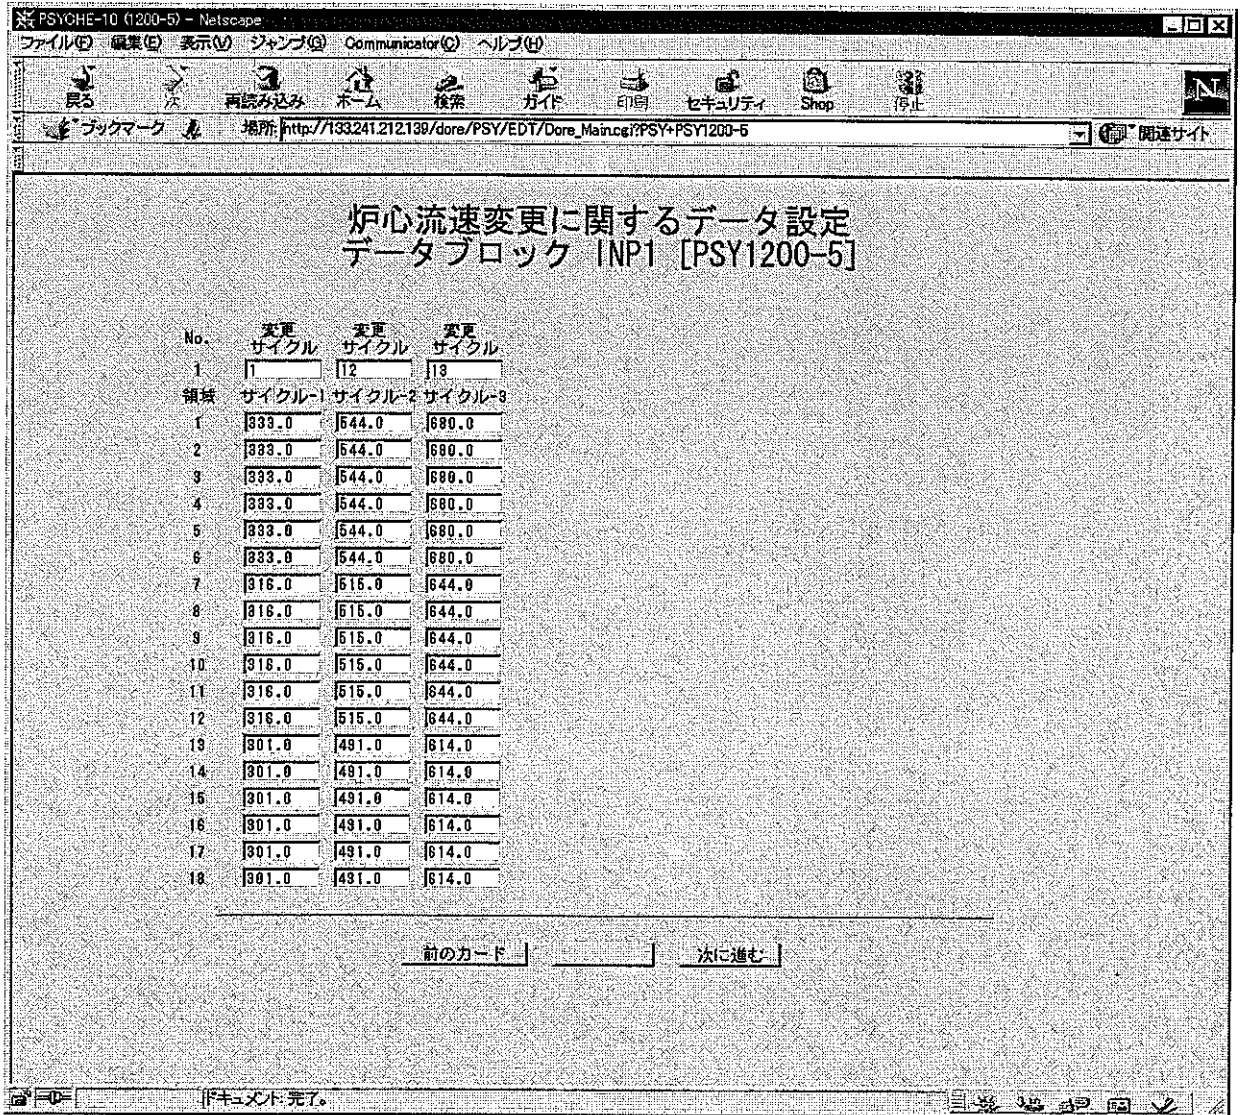 PSYCHE-10 (1200-5) - Netscape
ファイル(F) 編集(E) 表示(V) ジャンプ(G) Communicator(C) ヘルプ(H)
戻る 次 再読み込み ホーム 検索 ガイド 印刷 セキュリティ Shop 停止
N
ブックマーク 場所: http://133.241.212.139/dore/PSY/EDT/Dore_Main.cgi?PSY+PSY1200-5 関連サイト
炉心流速変更に関するデータ設定
データブロック INP1 [PSY1200-5]
No. 変更サイクル 変更サイクル 変更サイクル
1 1 12 13
領域 サイクル-1 サイクル-2 サイクル-3
1 333.0 544.0 680.0
2 333.0 544.0 680.0
3 333.0 544.0 680.0
4 333.0 544.0 680.0
5 333.0 544.0 680.0
6 333.0 544.0 680.0
7 316.0 515.0 644.0
8 316.0 515.0 644.0
9 316.0 515.0 644.0
10 316.0 515.0 644.0
11 316.0 515.0 644.0
12 316.0 515.0 644.0
13 301.0 491.0 614.0
14 301.0 491.0 614.0
15 301.0 491.0 614.0
16 301.0 491.0 614.0
17 301.0 491.0 614.0
18 301.0 491.0 614.0
前のカード 次に進む
ドキュメント: 完了。